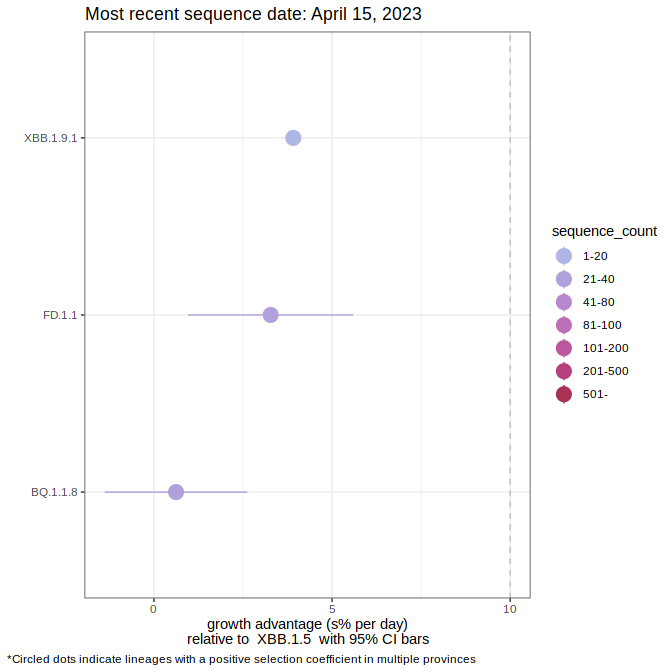 Most recent sequence date: April 15, 2023
XBB.1.9.1
FD.1.1
BQ.1.1.8
0 5 10
growth advantage (s% per day)
relative to  XBB.1.5  with 95% CI bars
sequence_count
1-20
21-40
41-80
81-100
101-200
201-500
501-
*Circled dots indicate lineages with a positive selection coefficient in multiple provinces